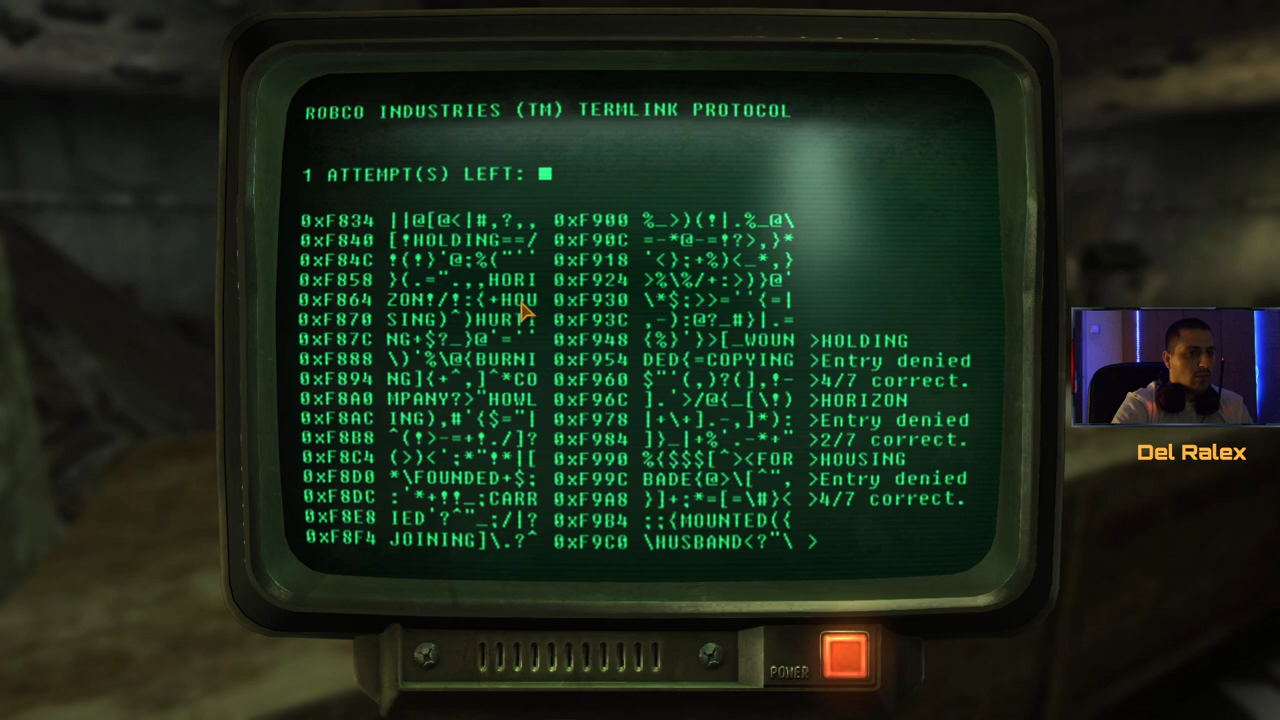 ROBCO INDUSTRIES (TM) TERMLINK PROTOCOL
1 ATTEMPT(S) LEFT:
0xF834 ||@[@<|#,?,, 0xF900 %_>)(!|.%_@\
0xF840 [!HOLDING==/ 0xF90C =-*@-=!?>,}*
0xF84C !(!}'@;%("'' 0xF918 '<};+%)<_*,}
0xF858 }(.=".,,HORI 0xF924 >%\%/+:>)}@'
0xF864 ZON!/!:{+HOU 0xF930 \*$;>>=''{=|
0xF870 SING)^)HURTI 0xF93C ,-):@?_#}|.=
0xF87C NG+$?_}@'='' 0xF948 {%}'}>[_WOUN >HOLDING
0xF888 \)'%\@{BURNI 0xF954 DED{=COPYING >Entry denied
0xF894 NG]{+^,]^*CO 0xF960 $"'(,)?(],!- >4/7 correct.
0xF8A0 MPANY?>"HOWL 0xF96C ].'>/@{_[\!) >HORIZON
0xF8AC ING),#'{$="| 0xF978 |+\+].-,]*); >Entry denied
0xF8B8 ^(!>-=+!./]? 0xF984 ]}_|+%^.-*+" >2/7 correct.
0xF8C4 (>)<';*"!*|[ 0xF990 %{$$$[^><FOR >HOUSING
0xF8D0 *\FOUNDED+$; 0xF99C BADE{@>\[^", >Entry denied
0xF8DC :'*+!!_;CARR 0xF9A8 }]+;*=[=\#}< >4/7 correct.
0xF8E8 IED'?^"_;/|? 0xF9B4 ;;{MOUNTED({
0xF8F4 JOINING]\.?^ 0xF9C0 \HUSBAND<?"\ >
POWER
Del Ralex